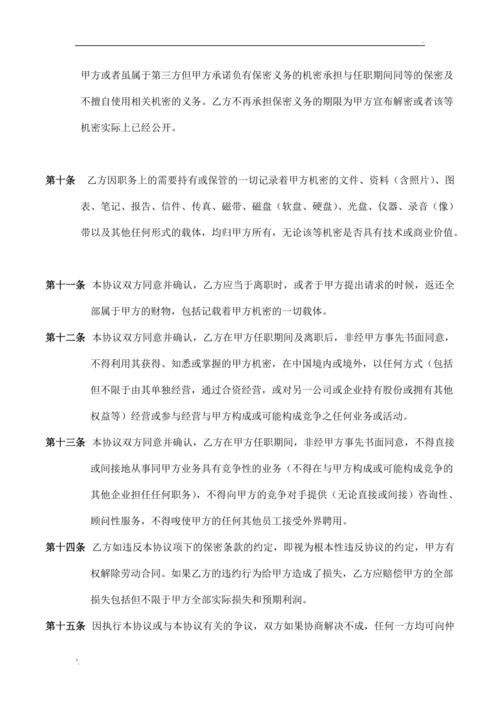 甲方或者虽属于第三方但甲方承诺负有保密义务的机密承担与任职期间同等的保密及
不擅自使用相关机密的义务。乙方不再承担保密义务的期限为甲方宣布解密或者该等
机密实际上已经公开。
第十条 乙方因职务上的需要持有或保管的一切记录着甲方机密的文件、资料（含照片）、图
表、笔记、报告、信件、传真、磁带、磁盘（软盘、硬盘）、光盘、仪器、录音（像）
带以及其他任何形式的载体，均归甲方所有，无论该等机密是否具有技术或商业价值。
第十一条 本协议双方同意并确认，乙方应当于离职时，或者于甲方提出请求的时候，返还全
部属于甲方的财物，包括记载着甲方机密的一切载体。
第十二条 本协议双方同意并确认，乙方在甲方任职期间及离职后，非经甲方事先书面同意，
不得利用其获得、知悉或掌握的甲方机密，在中国境内或境外，以任何方式（包括
但不限于由其单独经营，通过合资经营，或对另一公司或企业持有股份或拥有其他
权益等）经营或参与经营与甲方构成或可能构成竞争之任何业务或活动。
第十三条 本协议双方同意并确认，乙方在甲方任职期间，非经甲方事先书面同意，不得直接
或间接地从事同甲方业务具有竞争性的业务（不得在与甲方构成或可能构成竞争的
其他企业担任任何职务），不得向甲方的竞争对手提供（无论直接或间接）咨询性、
顾问性服务，不得唆使甲方的任何其他员工接受外界聘用。
第十四条 乙方如违反本协议项下的保密条款的约定，即视为根本性违反协议的约定，甲方有
权解除劳动合同。如果乙方的违约行为给甲方造成了损失，乙方应赔偿甲方的全部
损失包括但不限于甲方全部实际损失和预期利润。
第十五条 因执行本协议或与本协议有关的争议，双方如果协商解决不成，任何一方均可向仲